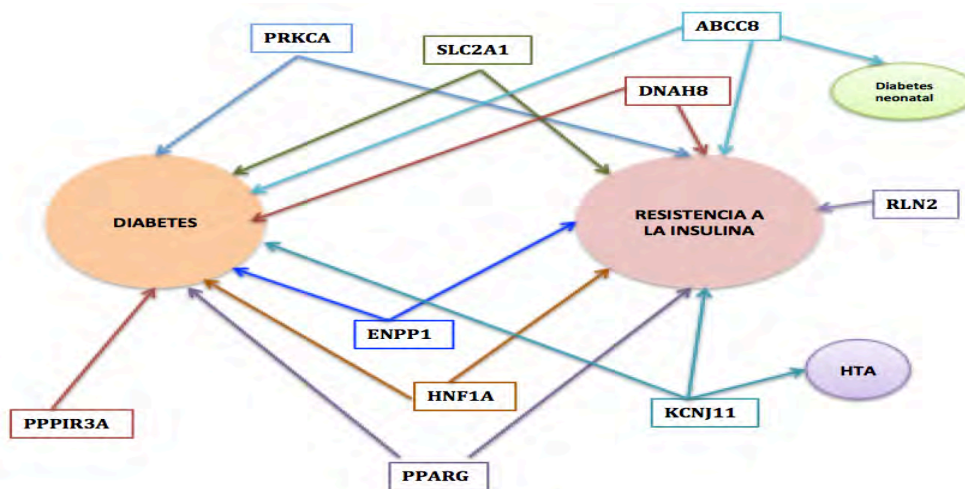 ABCC8
PRKCA
SLC2A1
DNAH8
Diabetes
neonatal
RLN2
DIABETES
RESISTENCIA A
LA INSULINA
ENPP1
HTA
HNF1A
KCNJ11
PPPIR3A
PPARG